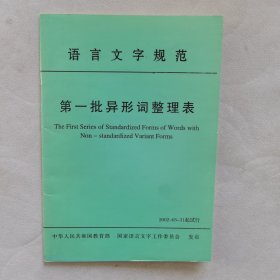 语言文字规范
第一批异形词整理表
The First Series of Standardized Forms of Words with
Non - standardized Variant Forms
2002-03-31起试行
中华人民共和国教育部 国家语言文字工作委员会 发布